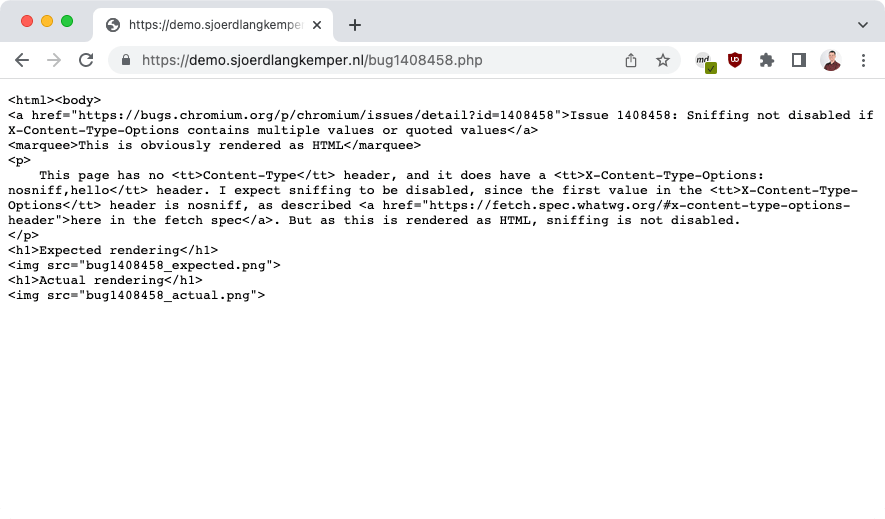 https://demo.sjoerdlangkemper
https://demo.sjoerdlangkemper.nl/bug1408458.php
md
UD
<html><body>
<a href="https://bugs.chromium.org/p/chromium/issues/detail?id=1408458">Issue 1408458: Sniffing not disabled if
X-Content-Type-Options contains multiple values or quoted values</a>
<marquee>This is obviously rendered as HTML</marquee>
<p>
    This page has no <tt>Content-Type</tt> header, and it does have a <tt>X-Content-Type-Options:
nosniff,hello</tt> header. I expect sniffing to be disabled, since the first value in the <tt>X-Content-Type-
Options</tt> header is nosniff, as described <a href="https://fetch.spec.whatwg.org/#x-content-type-options-
header">here in the fetch spec</a>. But as this is rendered as HTML, sniffing is not disabled.
</p>
<h1>Expected rendering</h1>
<img src="bug1408458_expected.png">
<h1>Actual rendering</h1>
<img src="bug1408458_actual.png">